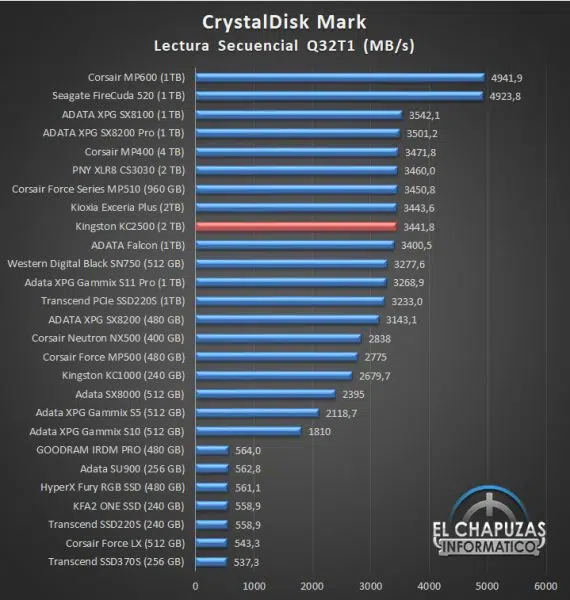 CrystalDisk Mark
Lectura Secuencial Q32T1 (MB/s)
Corsair MP600 (1TB) 4941,9
Seagate FireCuda 520 (1 TB) 4923,8
ADATA XPG SX8100 (1 TB) 3542,1
ADATA XPG SX8200 Pro (1 TB) 3501,2
Corsair MP400 (4 TB) 3471,8
PNY XLR8 CS3030 (2 TB) 3460,0
Corsair Force Series MP510 (960 GB) 3450,8
Kioxia Exceria Plus (2TB) 3443,6
Kingston KC2500 (2 TB) 3441,8
ADATA Falcon (1TB) 3400,5
Western Digital Black SN750 (512 GB) 3277,6
Adata XPG Gammix S11 Pro (1 TB) 3268,9
Transcend PCIe SSD220S (1TB) 3233,0
ADATA XPG SX8200 (480 GB) 3143,1
Corsair Neutron NX500 (400 GB) 2838
Corsair Force MP500 (480 GB) 2775
Kingston KC1000 (240 GB) 2679,7
Adata SX8000 (512 GB) 2395
Adata XPG Gammix S5 (512 GB) 2118,7
Adata XPG Gammix S10 (512 GB) 1810
GOODRAM IRDM PRO (480 GB) 564,0
Adata SU900 (256 GB) 562,8
HyperX Fury RGB SSD (480 GB) 561,1
KFA2 ONE SSD (240 GB) 558,9
Transcend SSD220S (240 GB) 558,9
Corsair Force LX (512 GB) 543,3
Transcend SSD370S (256 GB) 537,3
0 1000 2000 3000 4000 5000 6000
EL CHAPUZAS
INFORMÁTICO